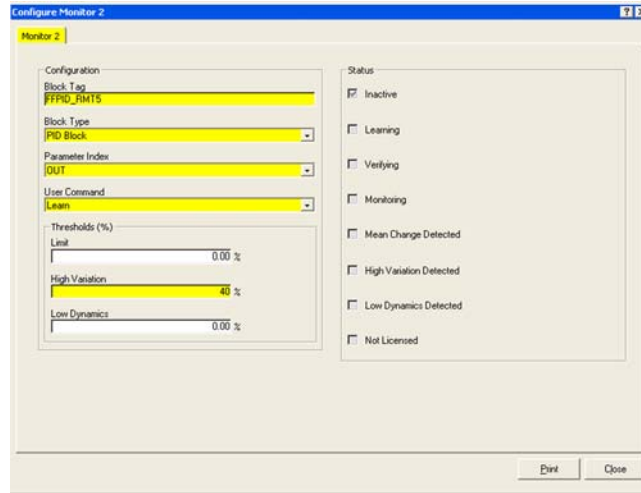 Configure Monitor 2
Monitor 2
Configuration
Block Tag
FFPID_RMT5
Block Type
PID Block
Parameter Index
OUT
User Command
Learn
Thresholds (%)
Limit
0.00 %
High Variation
40 %
Low Dynamics
0.00 %
Status
Inactive
Learning
Verifying
Monitoring
Mean Change Detected
High Variation Detected
Low Dynamics Detected
Not Licensed
Print Close